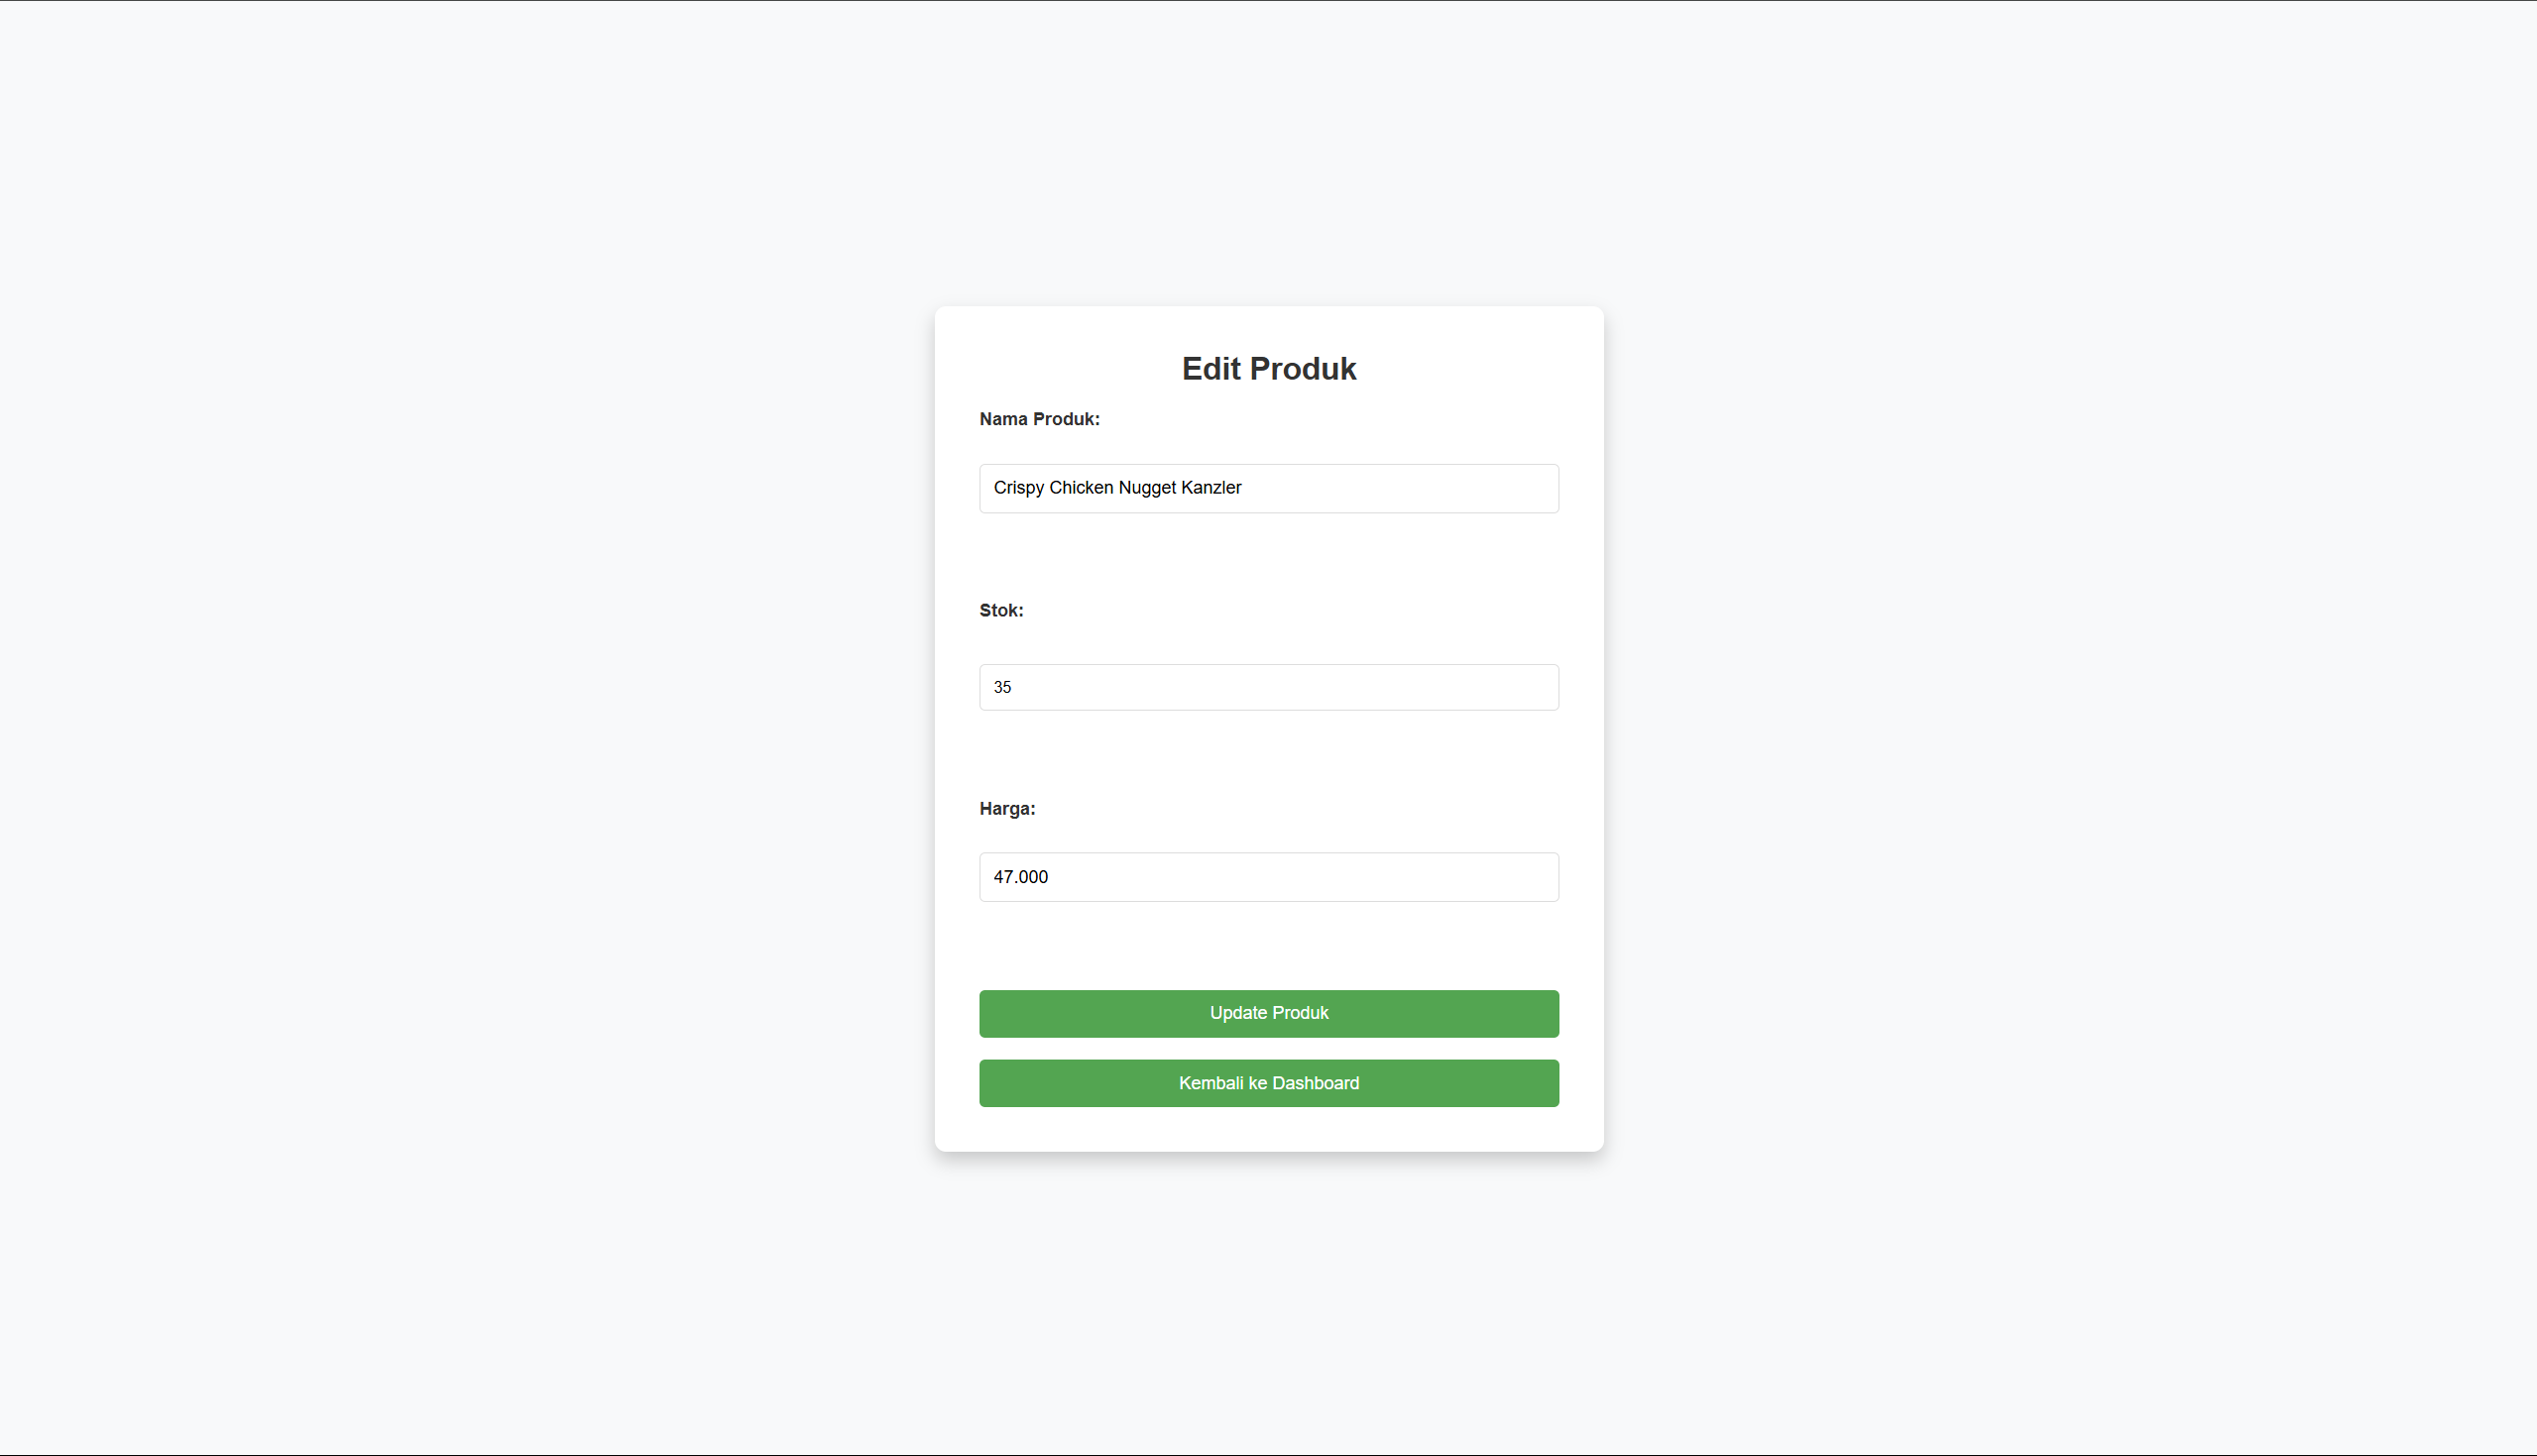 Edit Produk
Nama Produk:
Crispy Chicken Nugget Kanzler
Stok:
35
Harga:
47.000
Update Produk
Kembali ke Dashboard